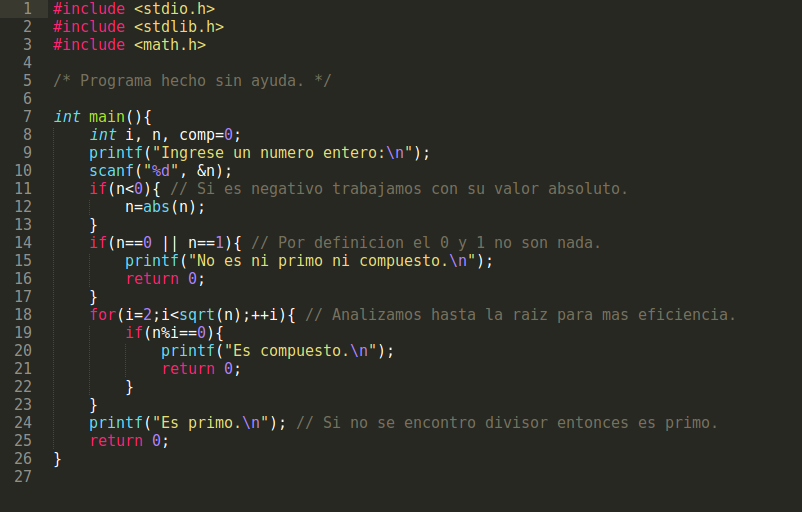 1 #include <stdio.h>
2 #include <stdlib.h>
3 #include <math.h>
4
5 /* Programa hecho sin ayuda. */
6
7 int main(){
8     int i, n, comp=0;
9     printf("Ingrese un numero entero:\n");
10     scanf("%d", &n);
11     if(n<0){ // Si es negativo trabajamos con su valor absoluto.
12         n=abs(n);
13     }
14     if(n==0 || n==1){ // Por definicion el 0 y 1 no son nada.
15         printf("No es ni primo ni compuesto.\n");
16         return 0;
17     }
18     for(i=2;i<sqrt(n);++i){ // Analizamos hasta la raiz para mas eficiencia.
19         if(n%i==0){
20             printf("Es compuesto.\n");
21             return 0;
22         }
23     }
24     printf("Es primo.\n"); // Si no se encontro divisor entonces es primo.
25     return 0;
26 }
27